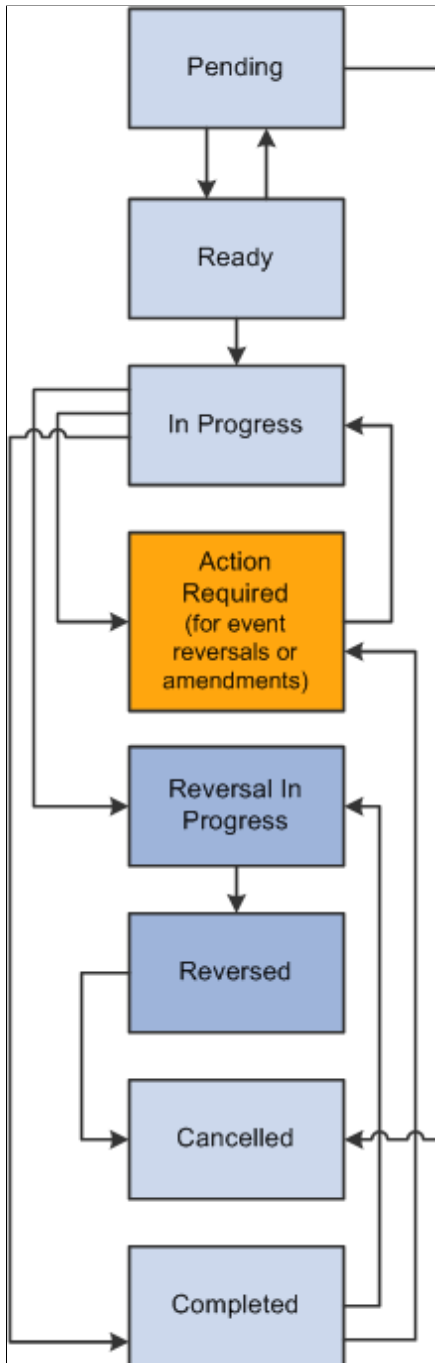 Pending
Ready
In Progress
Action
Required
(for event
reversals or
amendments)
Reversal In
Progress
Reversed
Cancelled
Completed